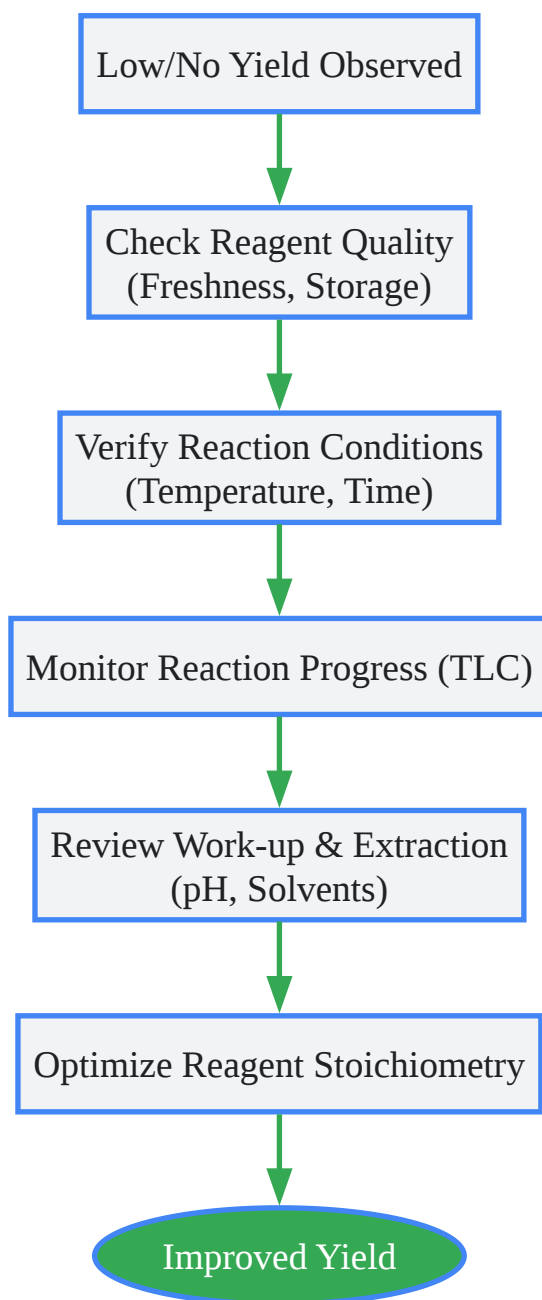 Low/No Yield Observed
Check Reagent Quality
(Freshness, Storage)
Verify Reaction Conditions
(Temperature, Time)
Monitor Reaction Progress (TLC)
Review Work-up & Extraction
(pH, Solvents)
Optimize Reagent Stoichiometry
Improved Yield